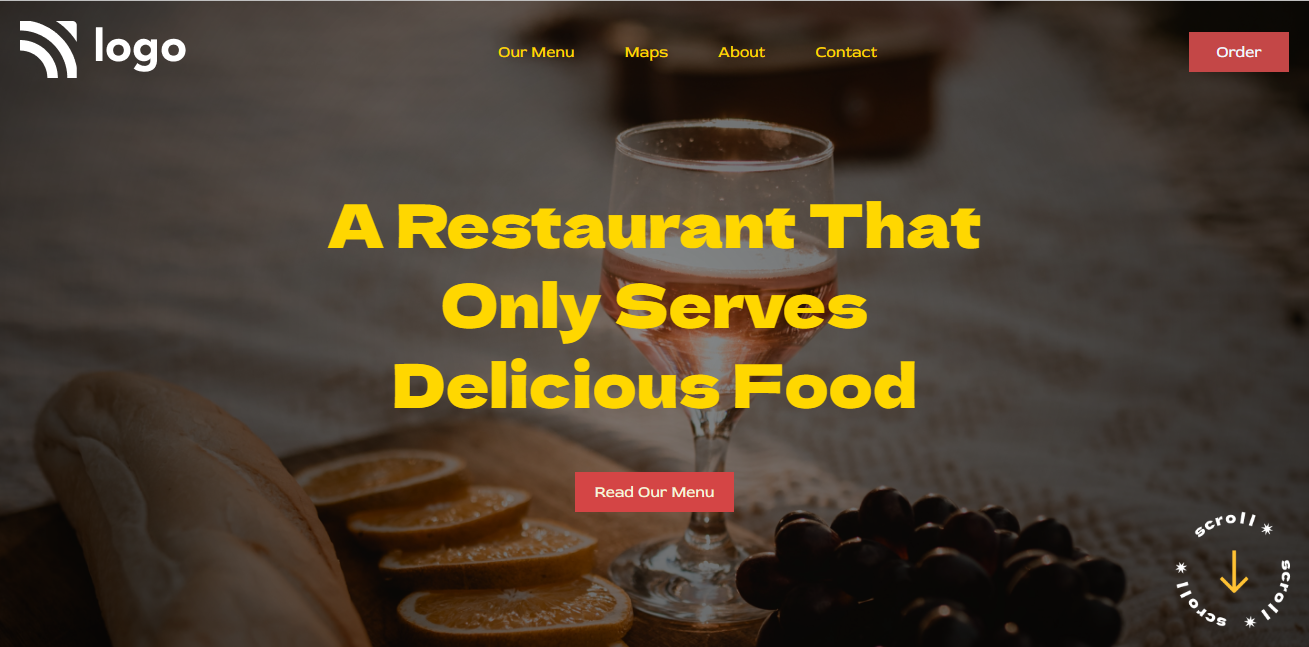 logo
Our Menu
Maps
About
Contact
Order
A Restaurant That
Only Serves
Delicious Food
Read Our Menu
scroll ✷ scroll ✷ scroll ✷